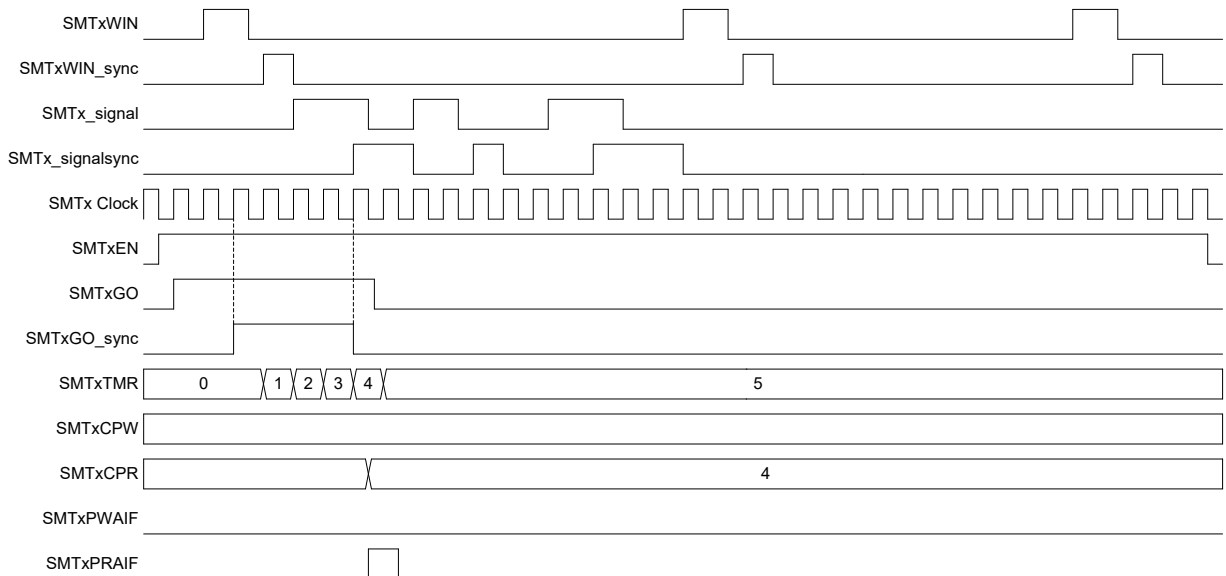 SMTxWIN
SMTxWIN_sync
SMTx_signal
SMTx_signalsync
SMTx Clock
SMTxEN
SMTxGO
SMTxGO_sync
SMTxTMR 0 1 2 3 4 5
SMTxCPW
SMTxCPR 4
SMTxPWAIF
SMTxPRAIF